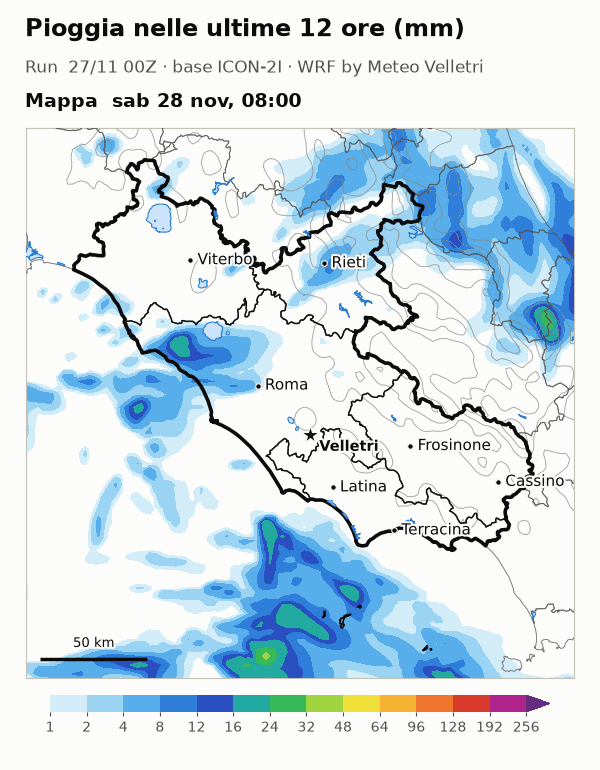 Pioggia nelle ultime 12 ore (mm)
Run  27/11 00Z · base ICON-2I · WRF by Meteo Velletri
Mappa  sab 28 nov, 08:00
Viterbo
Rieti
Roma
Velletri
Frosinone
Cassino
Latina
Terracina
50 km
1 2 4 8 12 16 24 32 48 64 96 128 192 256